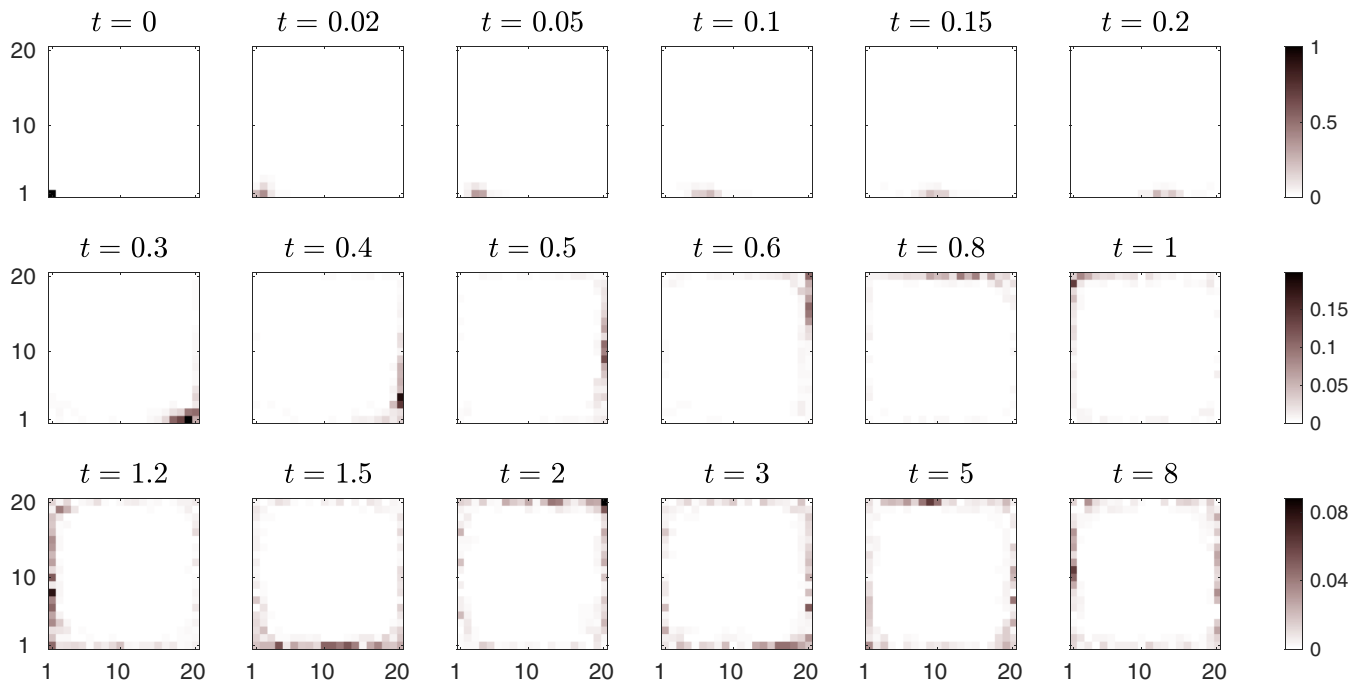 t = 0 t = 0.02 t = 0.05 t = 0.1 t = 0.15 t = 0.2
20 1
10 0.5
1 0
t = 0.3 t = 0.4 t = 0.5 t = 0.6 t = 0.8 t = 1
20
0.15
10 0.1
0.05
1 0
t = 1.2 t = 1.5 t = 2 t = 3 t = 5 t = 8
20 0.08
10 0.04
1 0
1 10 20 1 10 20 1 10 20 1 10 20 1 10 20 1 10 20